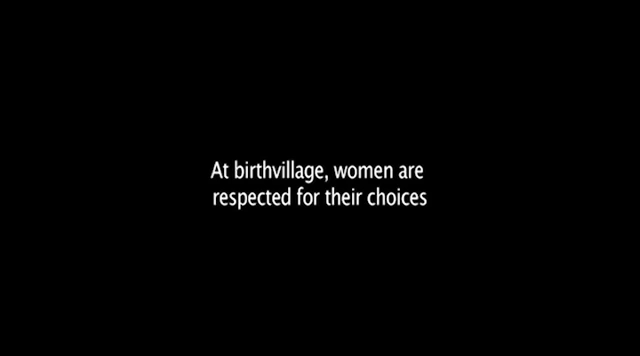 At birthvillage, women are
respected for their choices